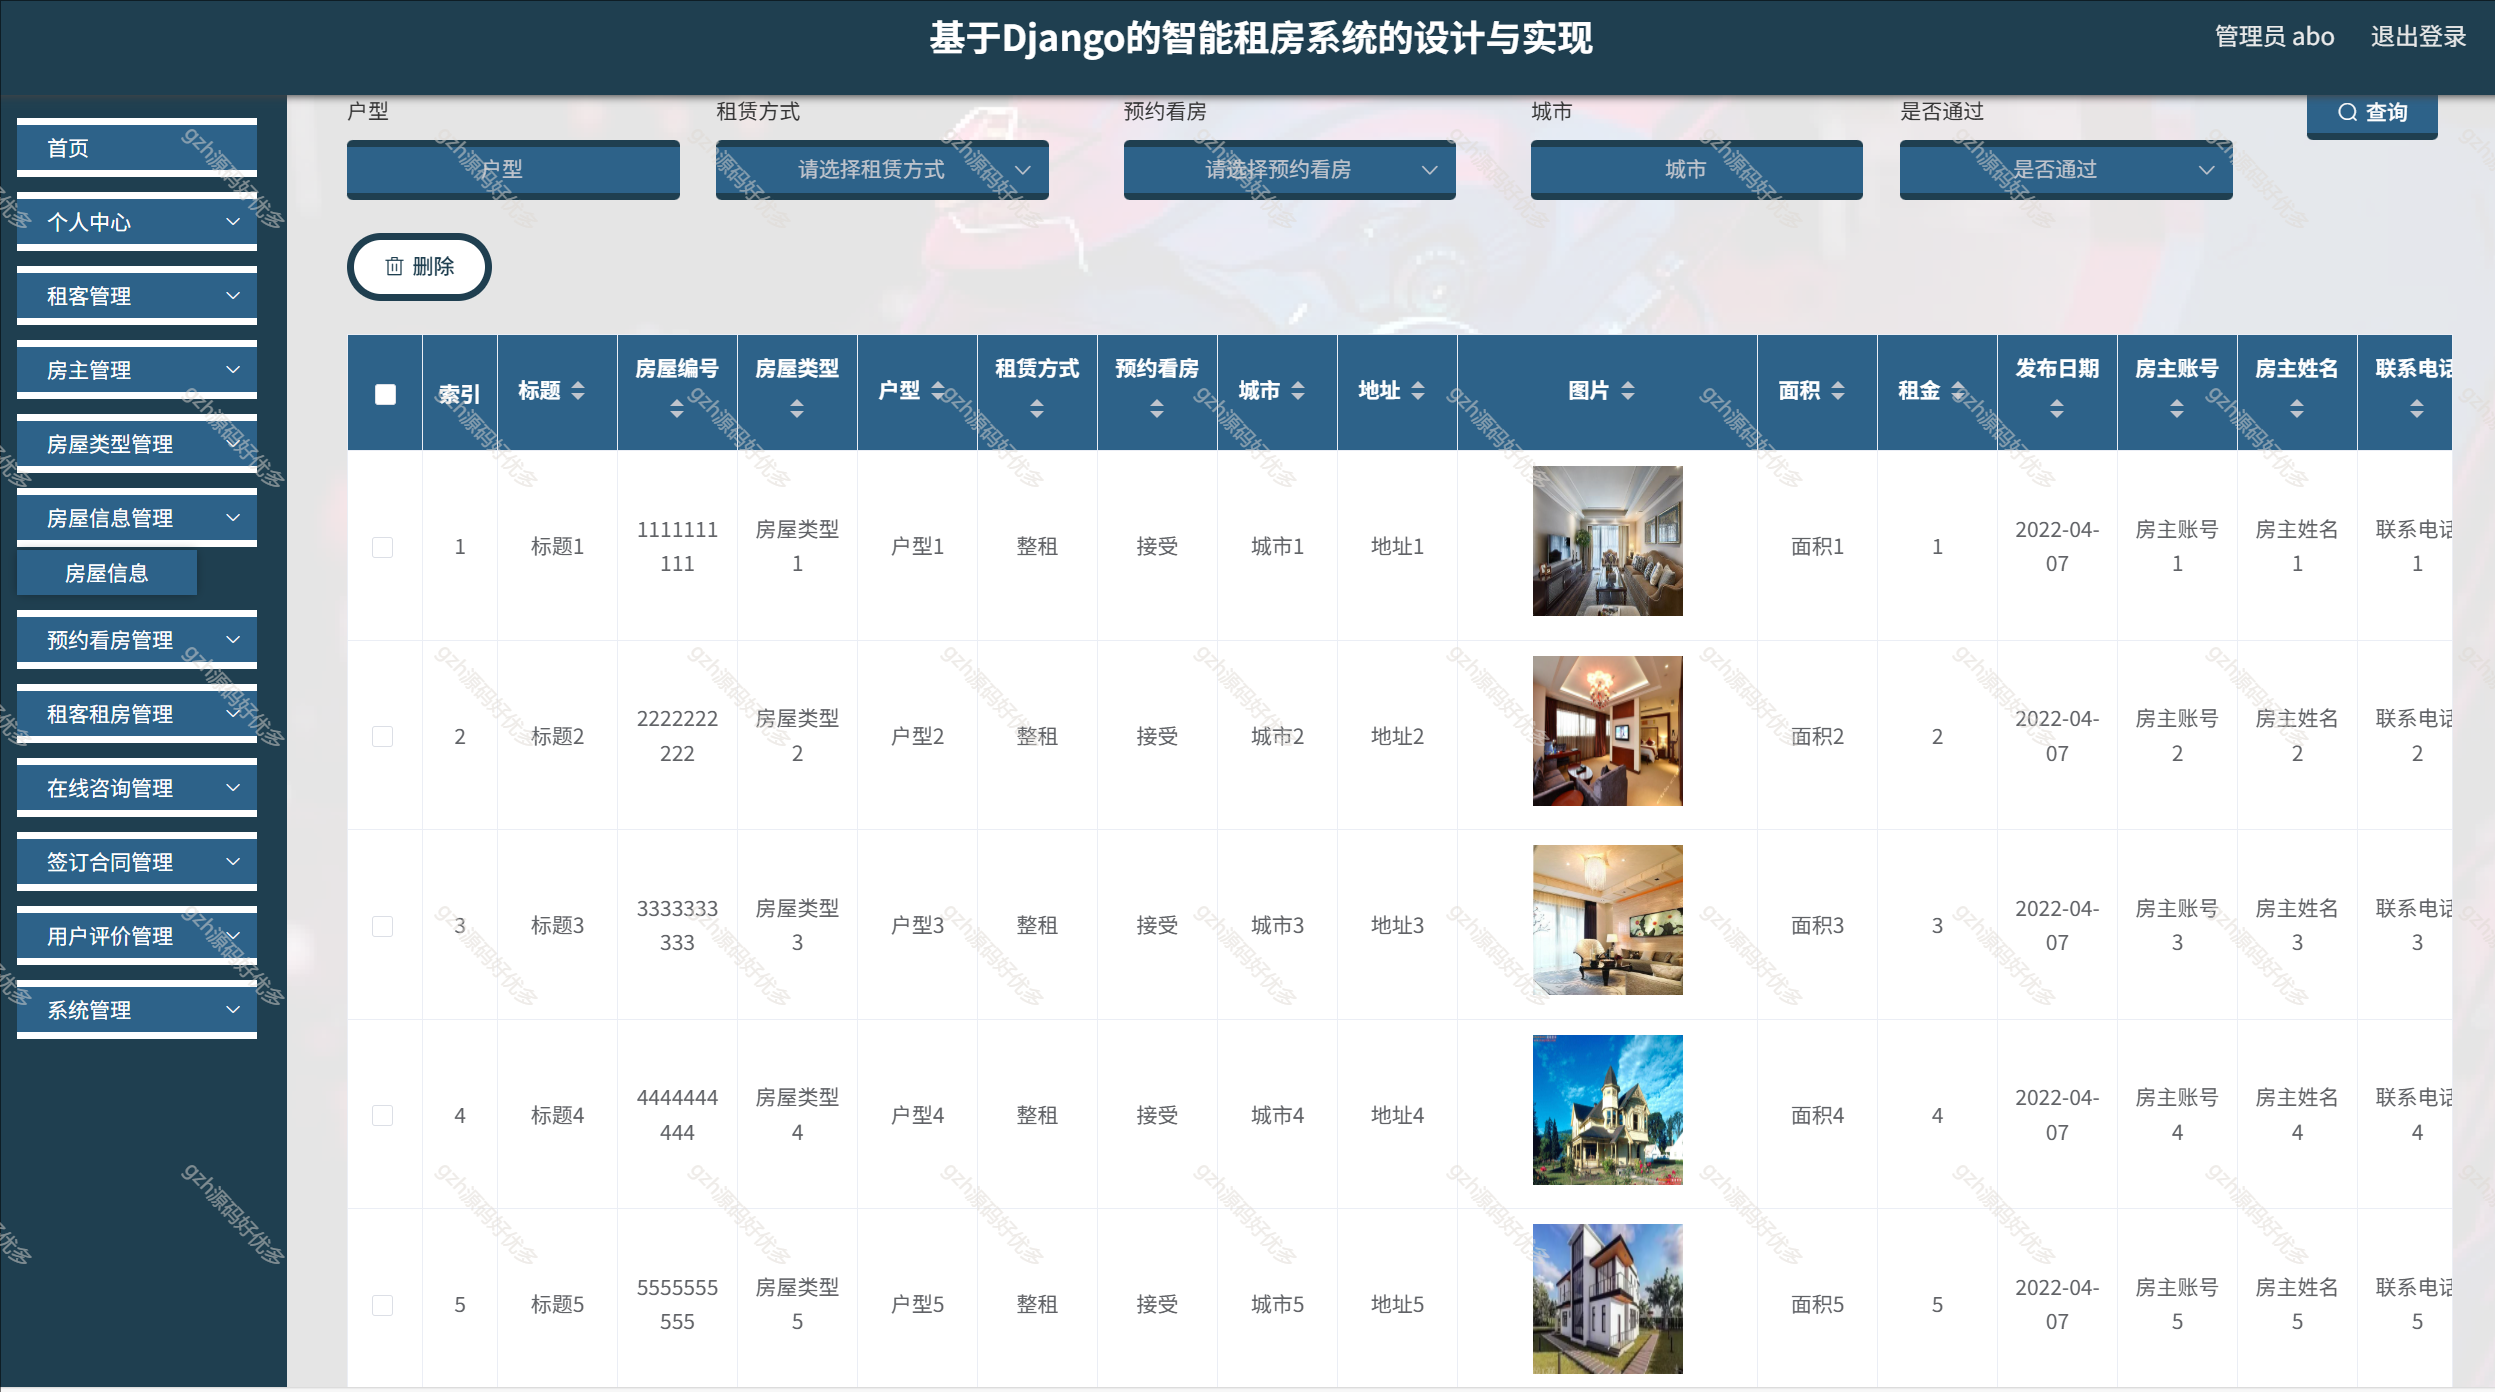 基于Django的智能租房系统的设计与实现
管理员 abo
退出登录
首页
个人中心
租客管理
房主管理
房屋类型管理
房屋信息管理
房屋信息
预约看房管理
租客租房管理
在线咨询管理
签订合同管理
用户评价管理
系统管理
户型 租赁方式 预约看房 城市 是否通过 查询
户型 请选择租赁方式 请选择预约看房 城市 是否通过
删除
索引 标题 房屋编号 房屋类型 户型 租赁方式 预约看房 城市 地址 图片 面积 租金 发布日期 房主账号 房主姓名 联系电话
1 标题1 1111111111 房屋类型1 户型1 整租 接受 城市1 地址1 面积1 1 2022-04-07 房主账号1 房主姓名1 联系电话1
2 标题2 2222222222 房屋类型2 户型2 整租 接受 城市2 地址2 面积2 2 2022-04-07 房主账号2 房主姓名2 联系电话2
3 标题3 3333333333 房屋类型3 户型3 整租 接受 城市3 地址3 面积3 3 2022-04-07 房主账号3 房主姓名3 联系电话3
4 标题4 4444444444 房屋类型4 户型4 整租 接受 城市4 地址4 面积4 4 2022-04-07 房主账号4 房主姓名4 联系电话4
5 标题5 5555555555 房屋类型5 户型5 整租 接受 城市5 地址5 面积5 5 2022-04-07 房主账号5 房主姓名5 联系电话5
gzh源码好优多